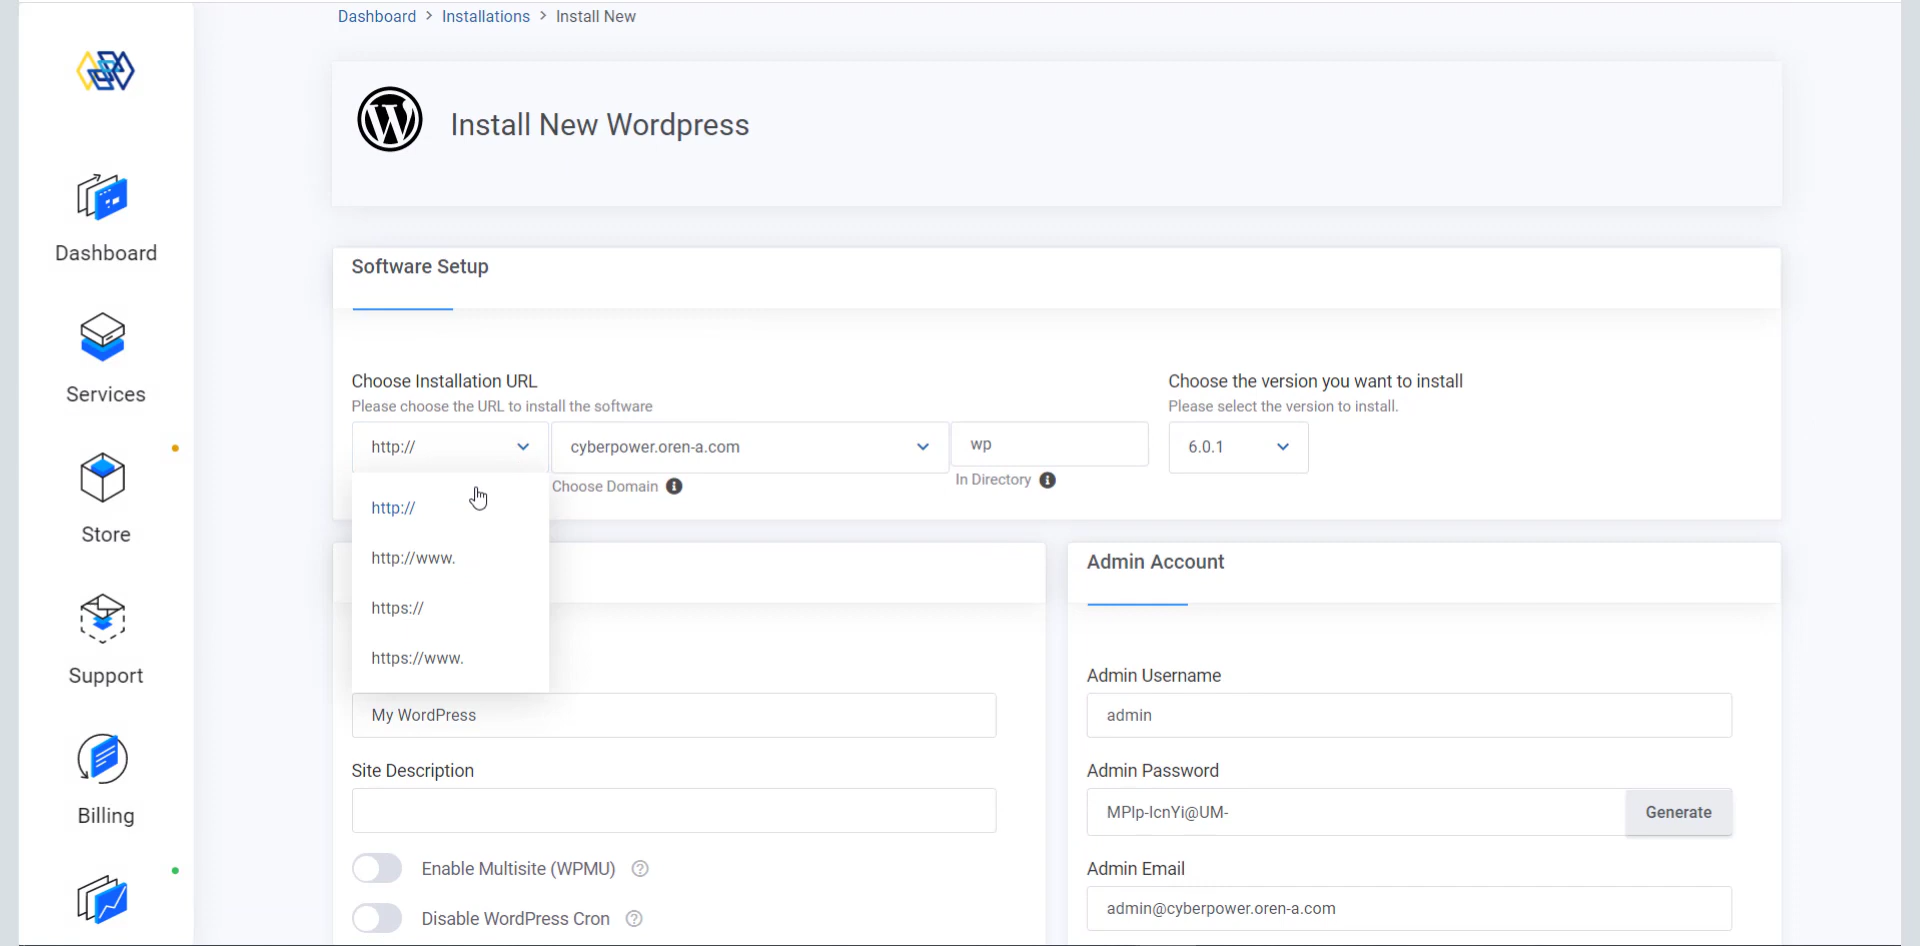 Dashboard > Installations > Install New
Install New Wordpress
Dashboard
Services
Store
Support
Billing
Software Setup
Choose Installation URL
Please choose the URL to install the software
http://
cyberpower.oren-a.com
wp
Choose Domain
In Directory
Choose the version you want to install
Please select the version to install.
6.0.1
http://
http://www.
https://
https://www.
My WordPress
Site Description
Enable Multisite (WPMU)
Disable WordPress Cron
Admin Account
Admin Username
admin
Admin Password
MPlp-IcnYi@UM-
Generate
Admin Email
admin@cyberpower.oren-a.com